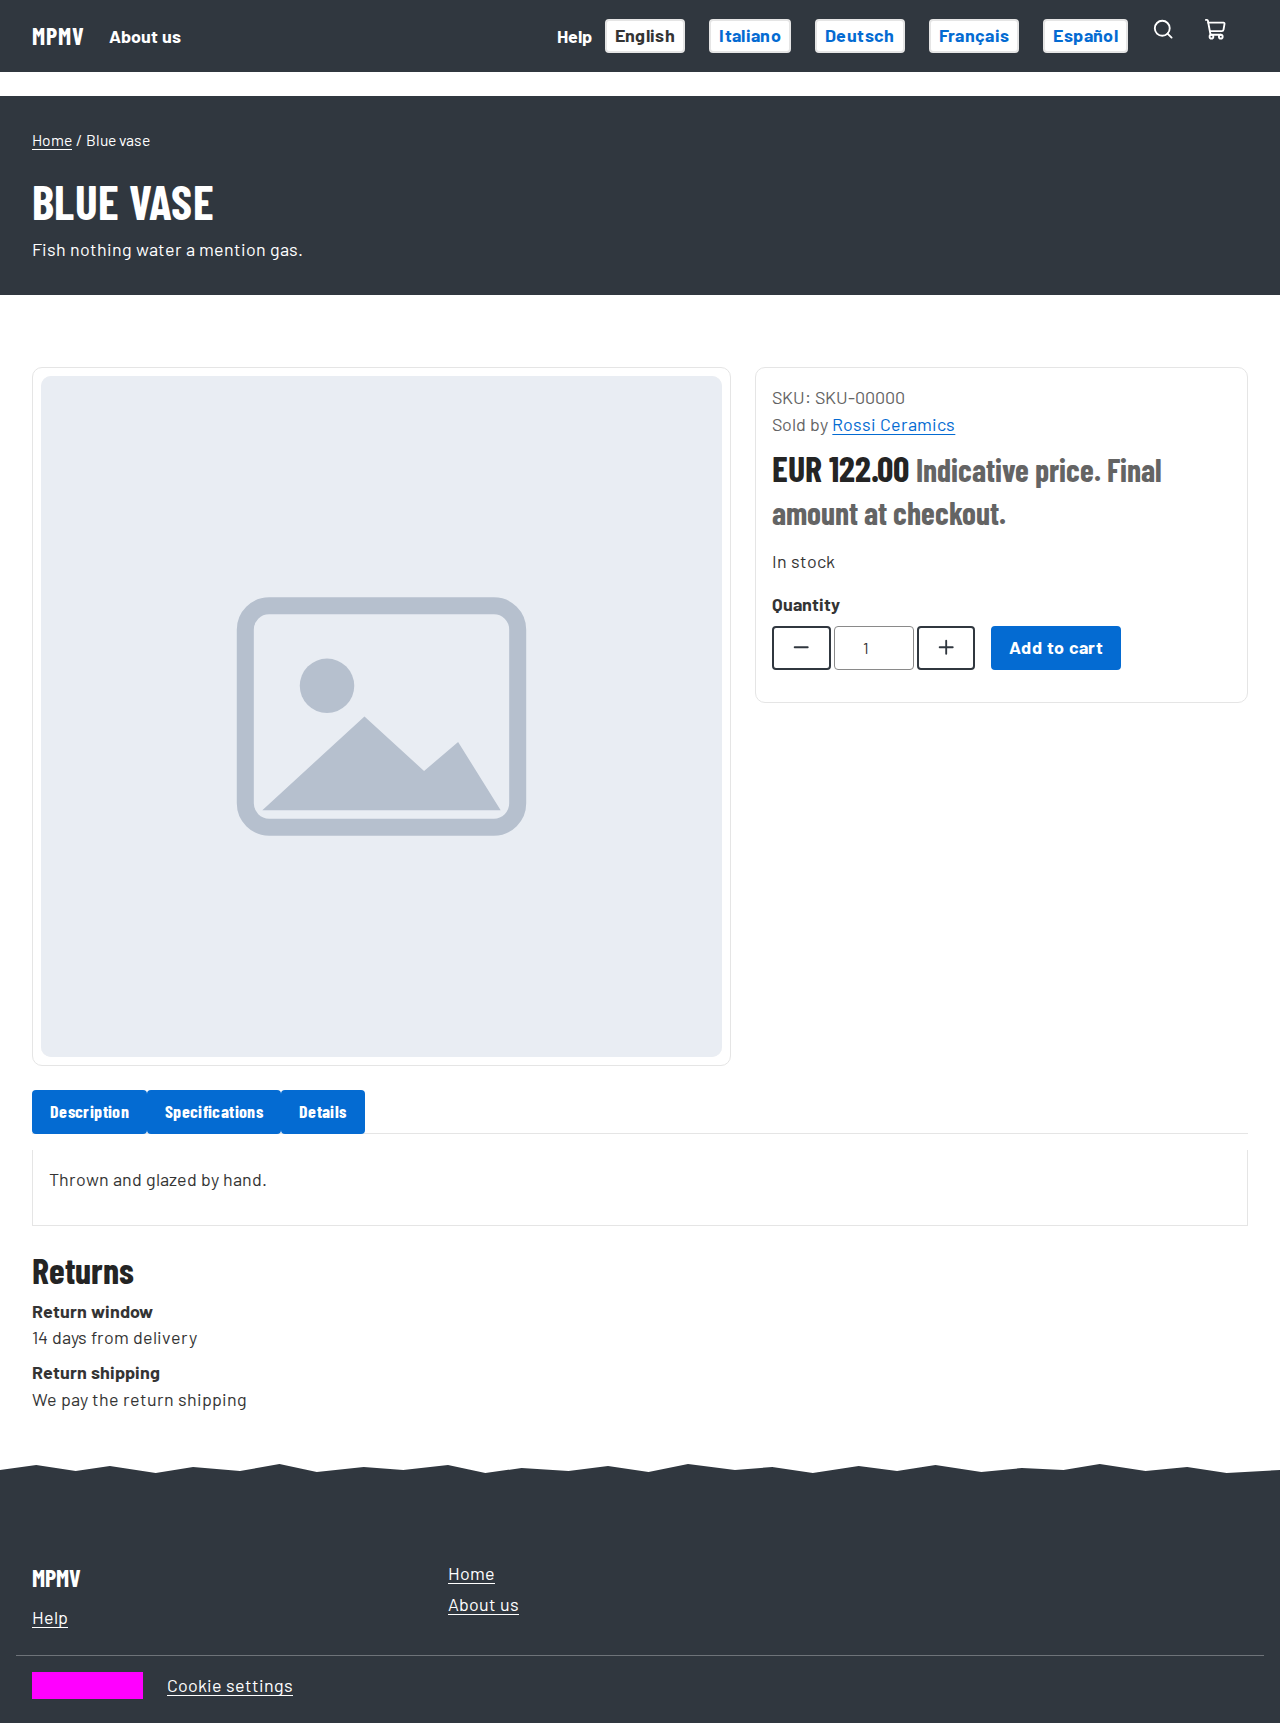 MPMV About us Help English Italiano Deutsch Français Español
Home / Blue vase
BLUE VASE
Fish nothing water a mention gas.
SKU: SKU-00000
Sold by Rossi Ceramics
EUR 122.00 Indicative price. Final
amount at checkout.
In stock
Quantity
1 Add to cart
Description Specifications Details
Thrown and glazed by hand.
Returns
Return window
14 days from delivery
Return shipping
We pay the return shipping
MPMV
Help
Home
About us
Cookie settings